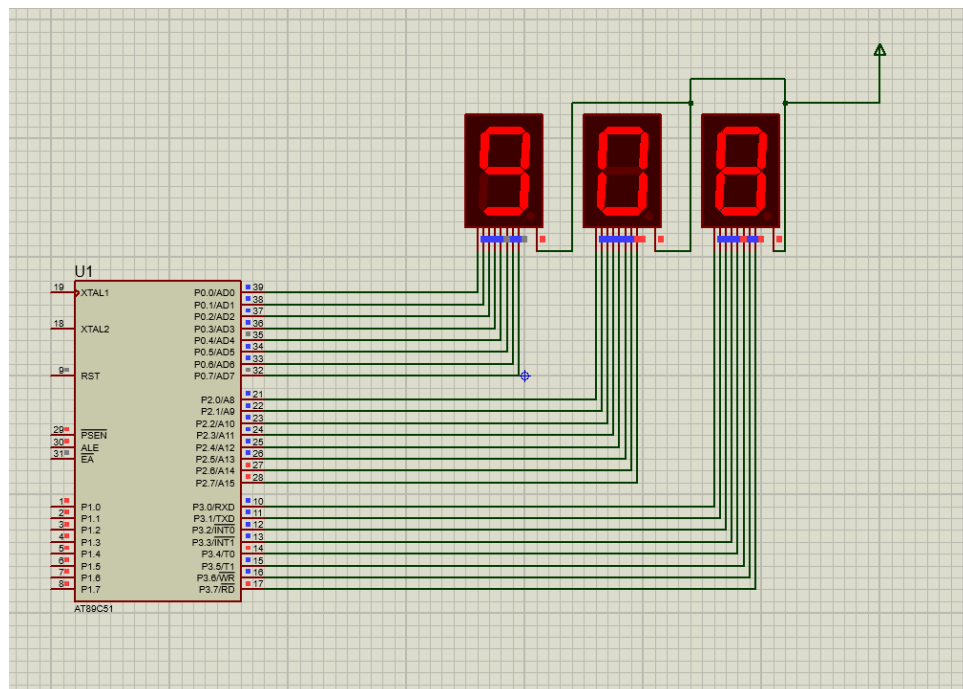 9 0 8
U1
19 XTAL1 P0.0/AD0 39
P0.1/AD1 38
P0.2/AD2 37
18 XTAL2 P0.3/AD3 36
P0.4/AD4 35
P0.5/AD5 34
P0.6/AD6 33
9 RST P0.7/AD7 32
P2.0/A8 21
P2.1/A9 22
P2.2/A10 23
29 PSEN P2.3/A11 24
30 ALE P2.4/A12 25
31 EA P2.5/A13 26
P2.6/A14 27
P2.7/A15 28
1 P1.0 P3.0/RXD 10
2 P1.1 P3.1/TXD 11
3 P1.2 P3.2/INT0 12
4 P1.3 P3.3/INT1 13
5 P1.4 P3.4/T0 14
6 P1.5 P3.5/T1 15
7 P1.6 P3.6/WR 16
8 P1.7 P3.7/RD 17
AT89C51